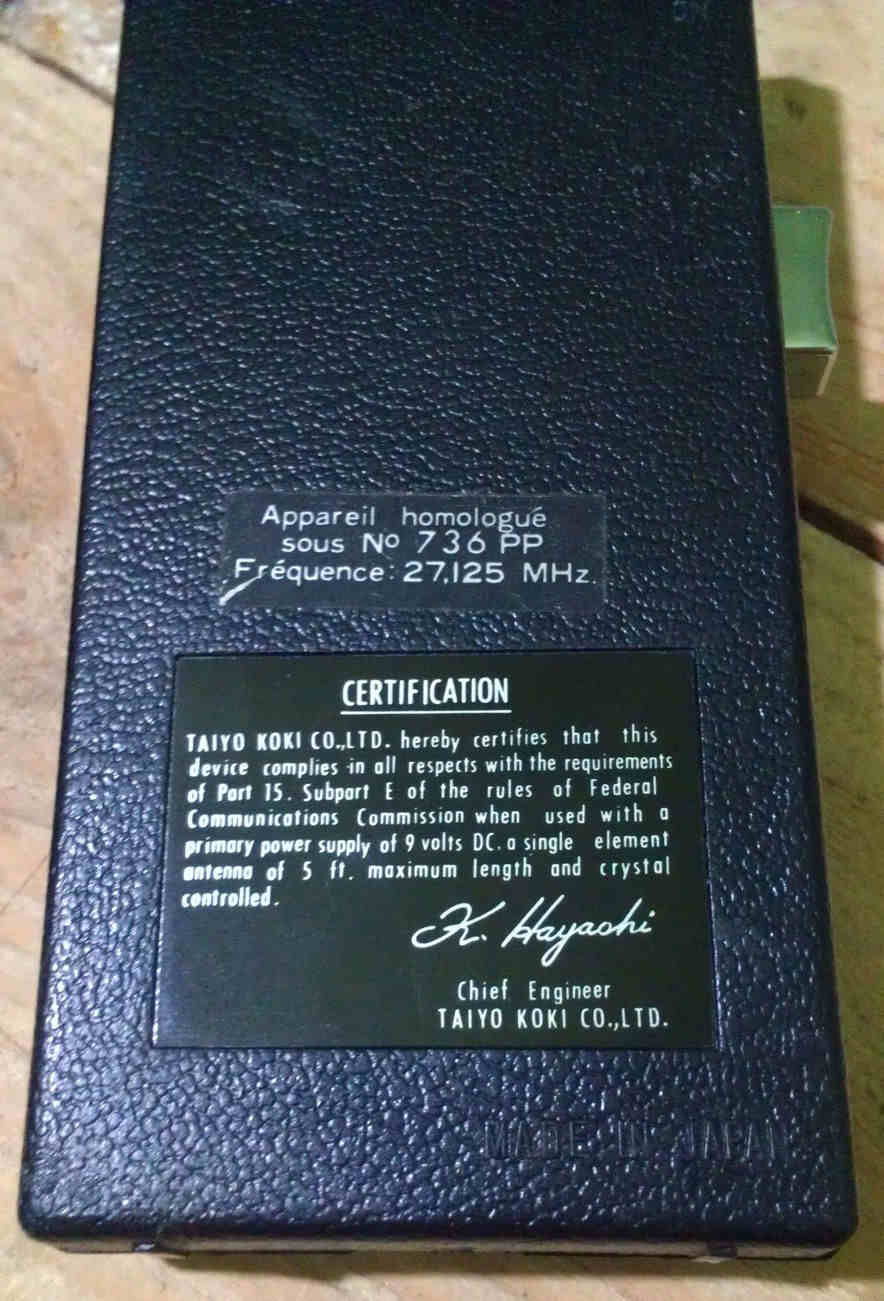 Appareil homologué
sous No 736 PP
Fréquence: 27,125 MHz.
CERTIFICATION
TAIYO KOKI CO.,LTD. hereby certifies that this
device complies in all respects with the requirements
of Part 15. Subpart E of the rules of Federal
Communications Commission when used with a
primary power supply of 9 volts DC. a single element
antenna of 5 ft. maximum length and crystal
controlled.
K. Hayashi
Chief Engineer
TAIYO KOKI CO.,LTD.
MADE IN JAPAN